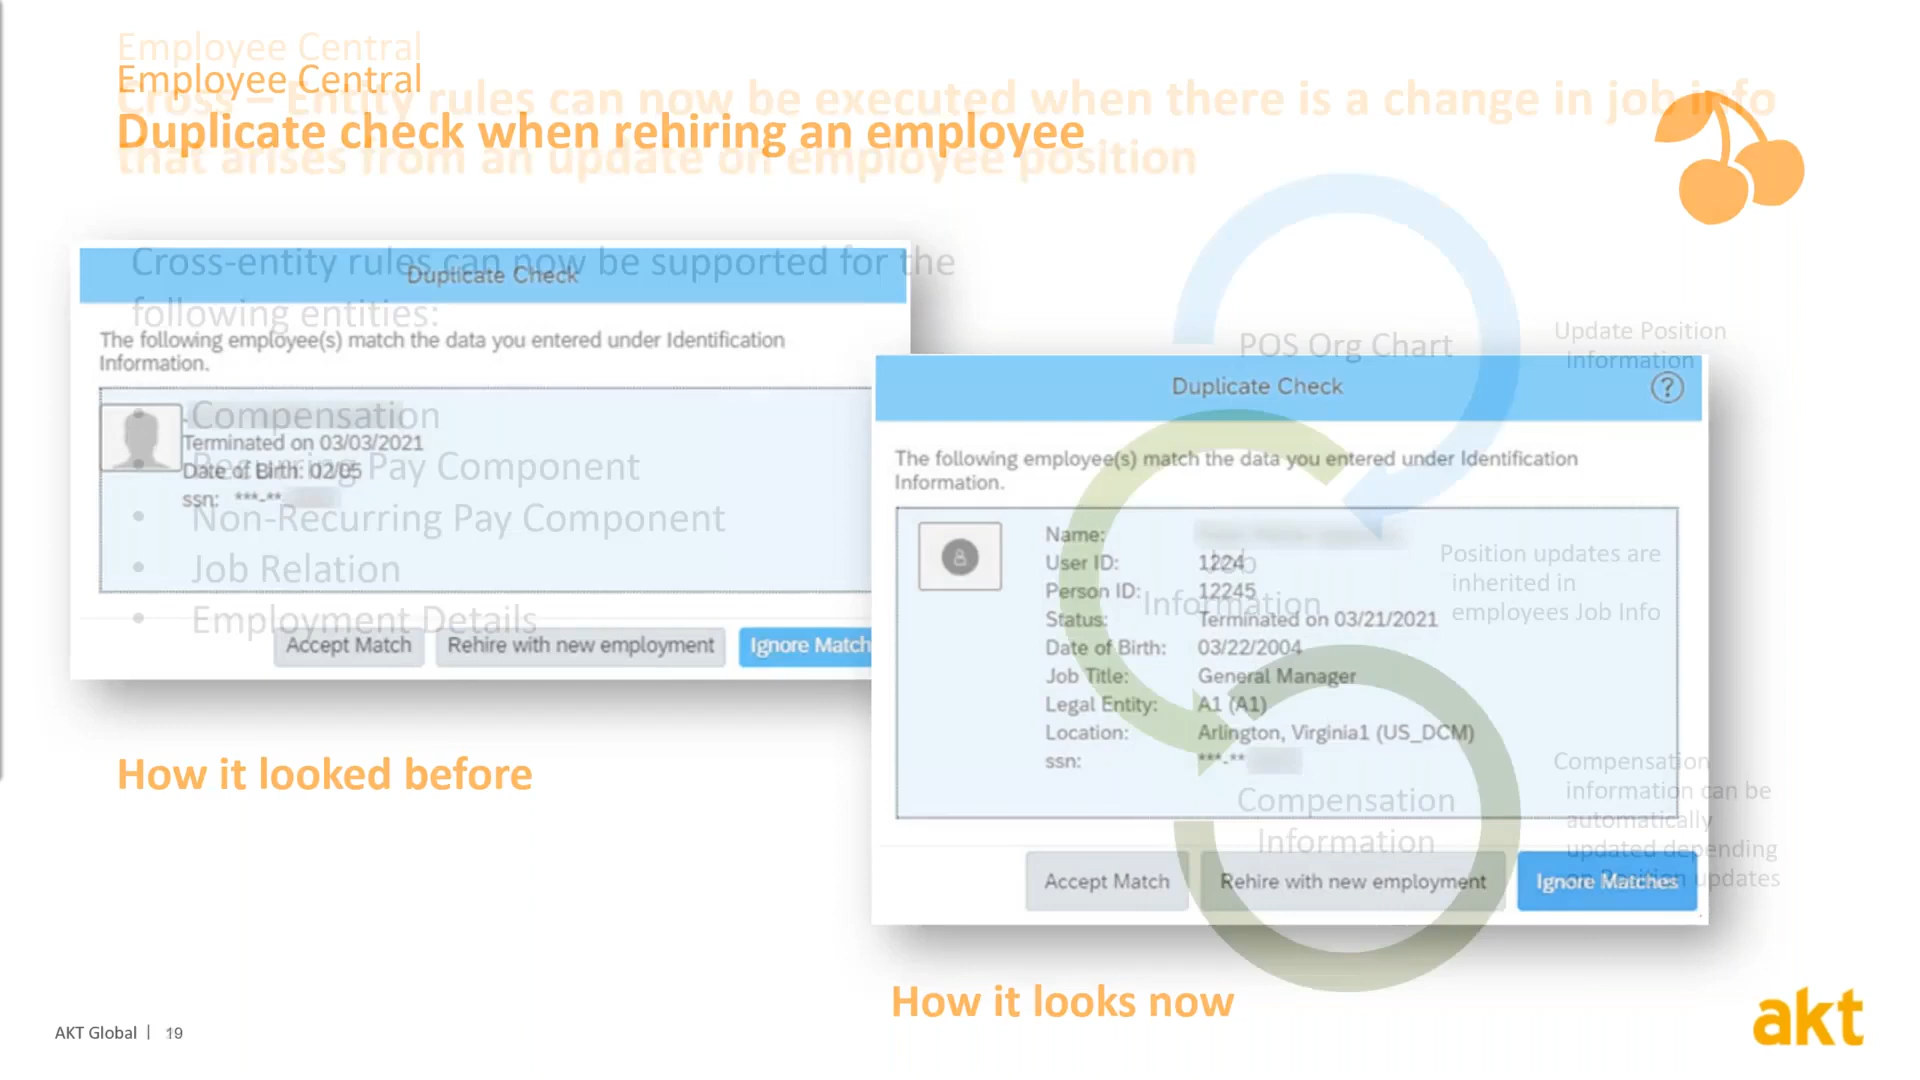 Employee Central
Employee Central
Cross – Entity rules can now be executed when there is a change in job info
Duplicate check when rehiring an employee
that arises from an update on employee position
Cross-entity rules can now be supported for the
following entities:
Compensation
Recurring Pay Component
Non-Recurring Pay Component
Job Relation
Employment Details
Duplicate Check
The following employee(s) match the data you entered under Identification
Information.
Terminated on 03/03/2021
Date of Birth: 02/05
ssn: ***-**
Accept Match
Rehire with new employment
Ignore Match
How it looked before
POS Org Chart
Update Position
Information
Job
Information
Position updates are
inherited in
employees Job Info
Compensation
Information
Compensation
information can be
automatically
updated depending
on Position updates
Duplicate Check
?
The following employee(s) match the data you entered under Identification
Information.
Name:
User ID: 1224
Person ID: 12245
Status: Terminated on 03/21/2021
Date of Birth: 03/22/2004
Job Title: General Manager
Legal Entity: A1 (A1)
Location: Arlington, Virginia1 (US_DCM)
ssn: ***-**
Accept Match
Rehire with new employment
Ignore Matches
How it looks now
AKT Global | 19
akt